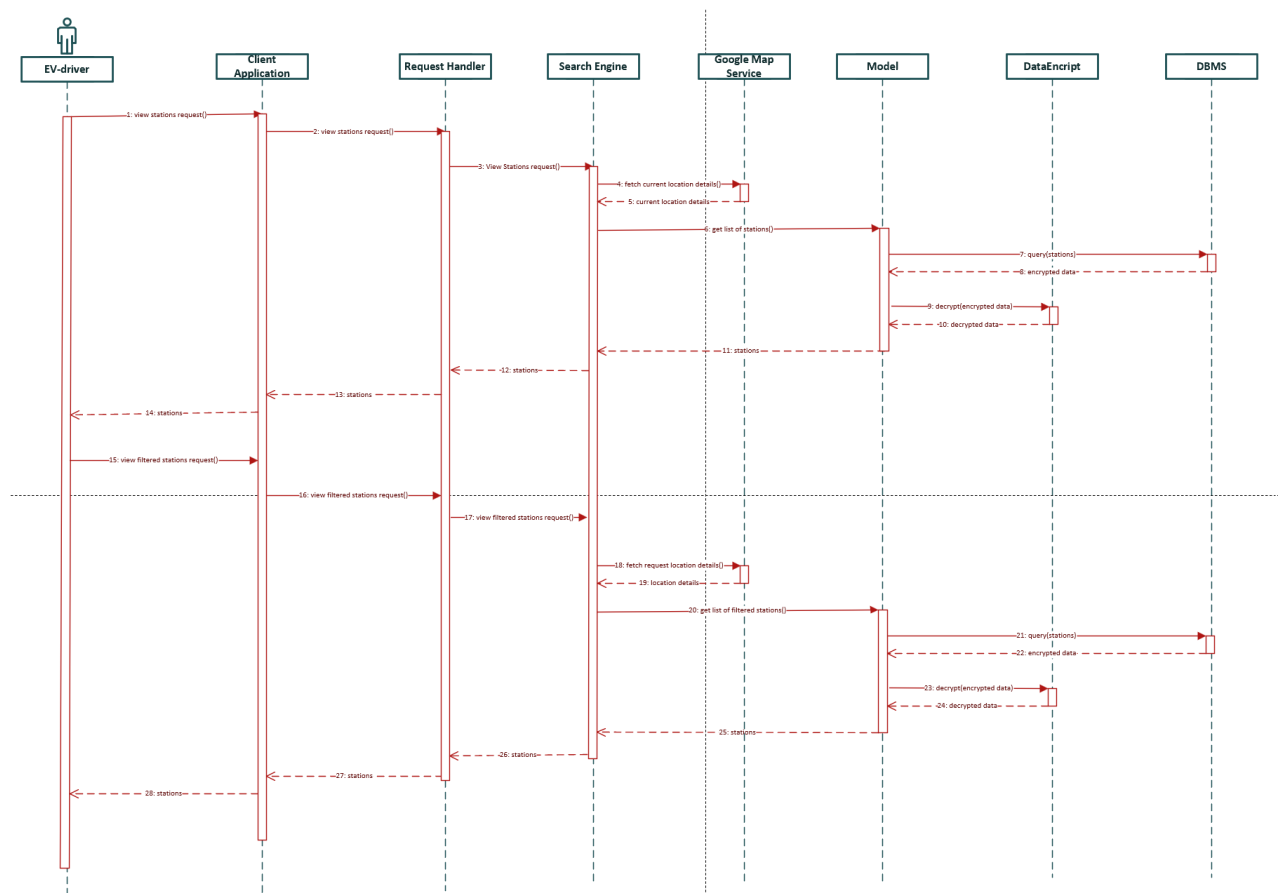 EV-driver
Client
Application
Request Handler
Search Engine
Google Map
Service
Model
DataEncript
DBMS
1: view stations request()
2: view stations request()
3: View Stations request()
4: fetch current location details()
5: current location details
6: get list of stations()
7: query(stations)
8: encrypted data
9: decrypt(encrypted data)
10: decrypted data
11: stations
12: stations
13: stations
14: stations
15: view filtered stations request()
16: view filtered stations request()
17: view filtered stations request()
18: fetch request location details()
19: location details
20: get list of filtered stations()
21: query(stations)
22: encrypted data
23: decrypt(encrypted data)
24: decrypted data
25: stations
26: stations
27: stations
28: stations